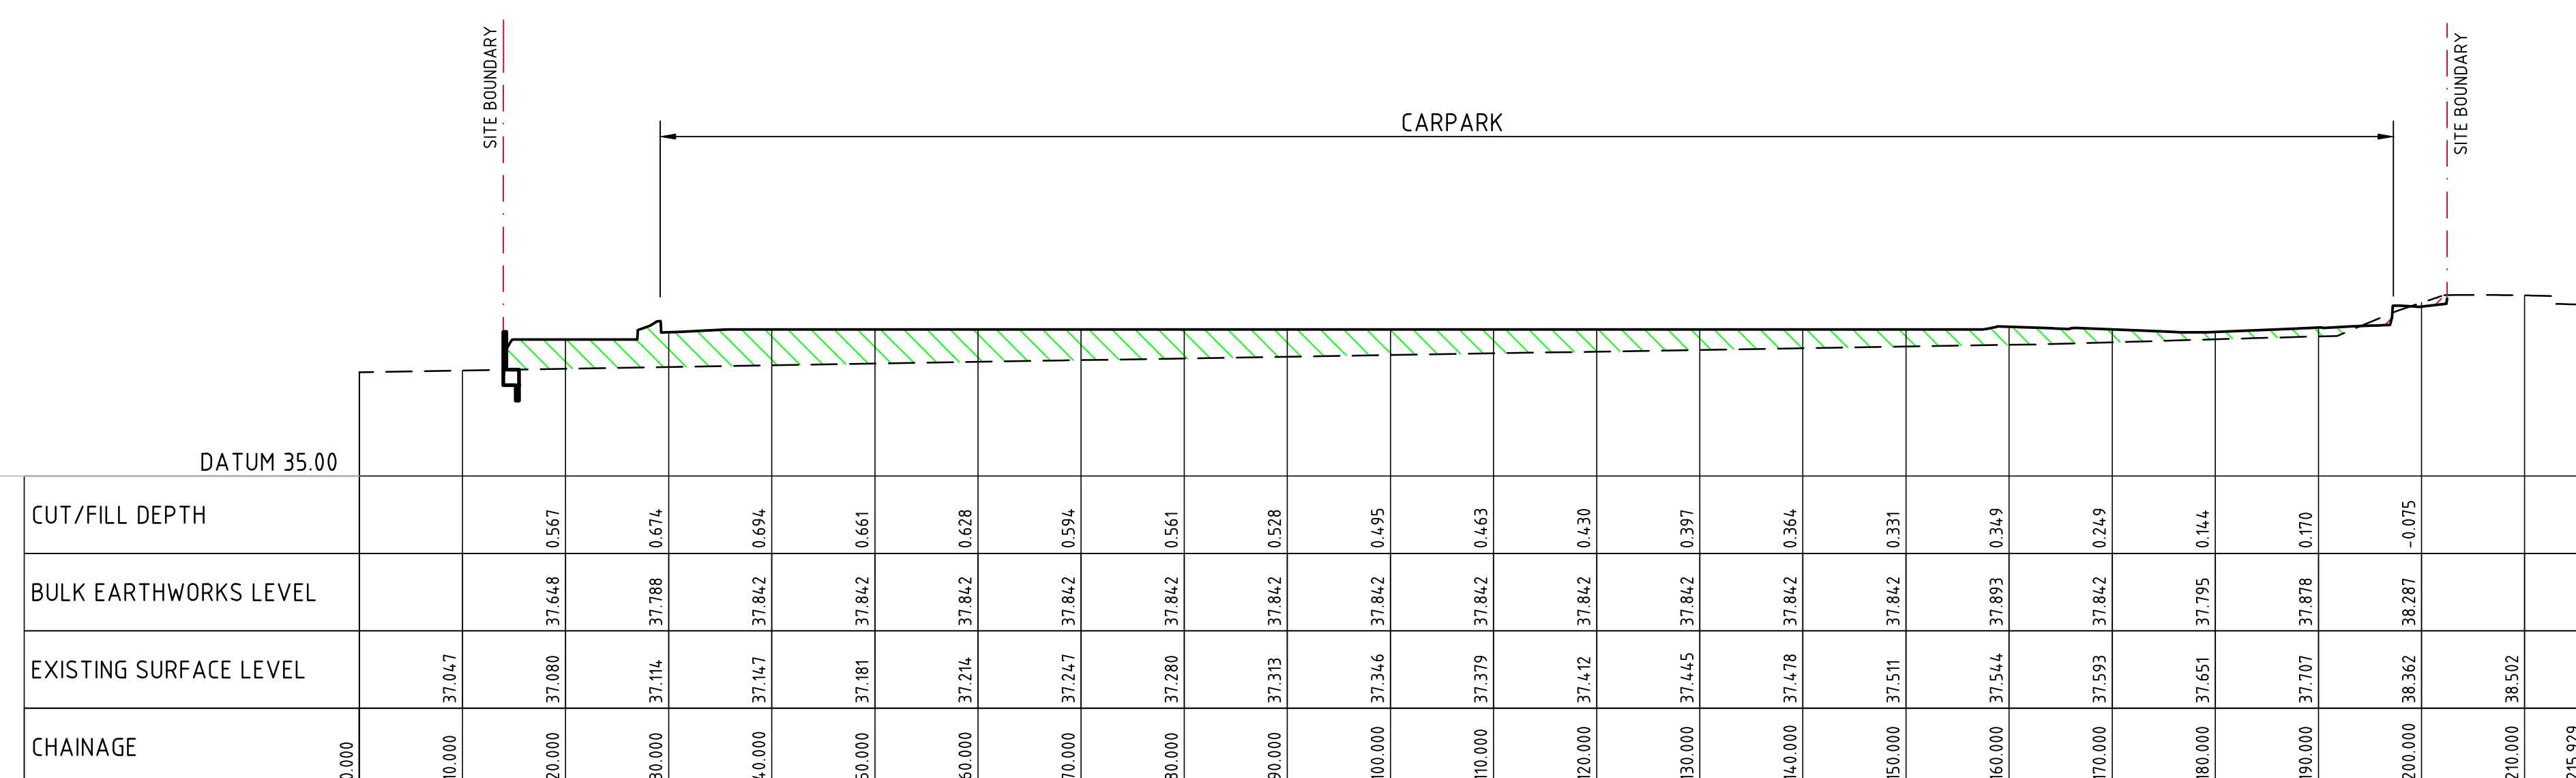 SITE BOUNDARY
SITE BOUNDARY
CARPARK
DATUM 35.00
CUT/FILL DEPTH 0.567 0.674 0.694 0.661 0.628 0.594 0.561 0.528 0.495 0.463 0.430 0.397 0.364 0.331 0.349 0.249 0.144 0.170 -0.075
BULK EARTHWORKS LEVEL 37.648 37.788 37.842 37.842 37.842 37.842 37.842 37.842 37.842 37.842 37.842 37.842 37.842 37.842 37.893 37.842 37.795 37.878 38.287
EXISTING SURFACE LEVEL 37.047 37.080 37.114 37.147 37.181 37.214 37.247 37.280 37.313 37.346 37.379 37.412 37.445 37.478 37.511 37.544 37.593 37.651 37.707 38.362 38.502
CHAINAGE 0.000 10.000 20.000 30.000 40.000 50.000 60.000 70.000 80.000 90.000 100.000 110.000 120.000 130.000 140.000 150.000 160.000 170.000 180.000 190.000 200.000 210.000 215.929